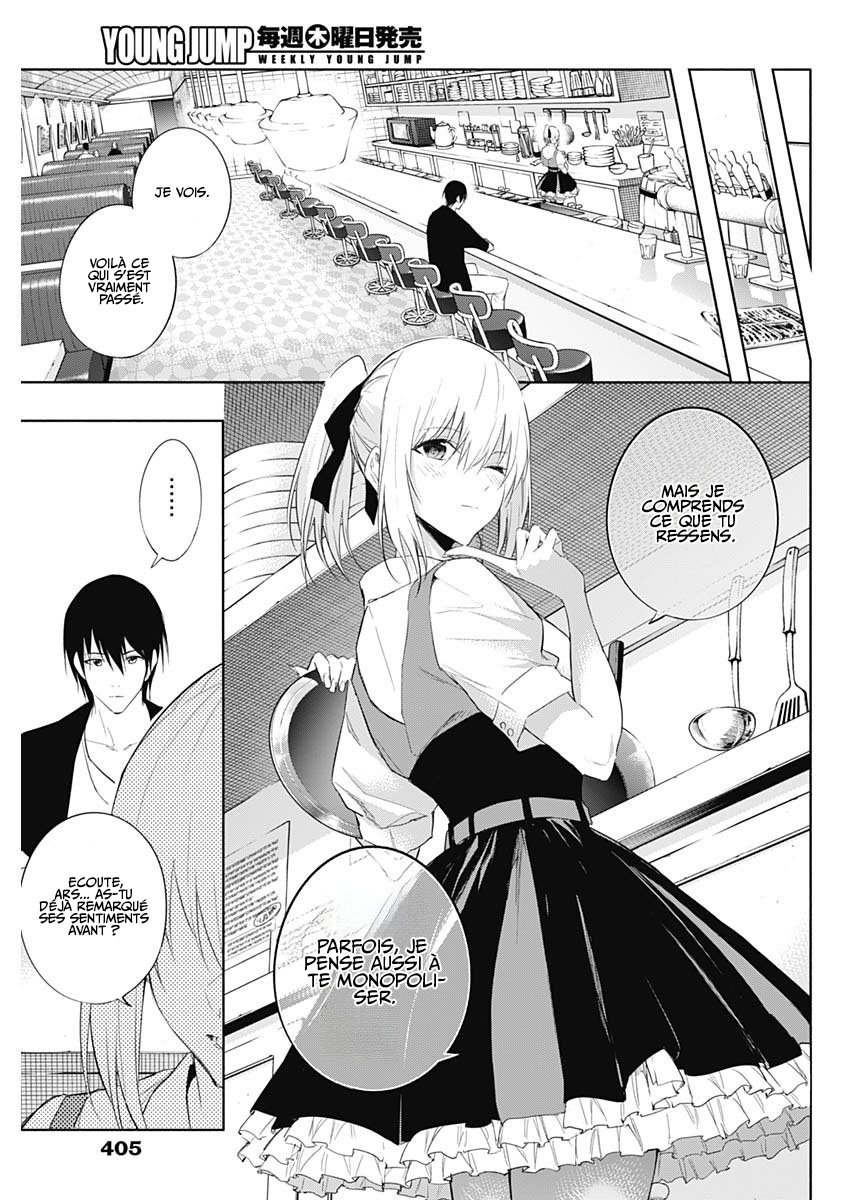 YOUNG JUMP 毎週木曜日発売
WEEKLY YOUNG JUMP
JE VOIS.
VOILÀ CE
QUI S'EST
VRAIMENT
PASSÉ.
MAIS JE
COMPRENDS
CE QUE TU
RESSENS.
PARFOIS, JE
PENSE AUSSI À
TE MONOPOLI-
SER.
......
ECOUTE,
ARS... AS-TU
DÉJÀ REMARQUÉ
SES SENTIMENTS
AVANT ?
405